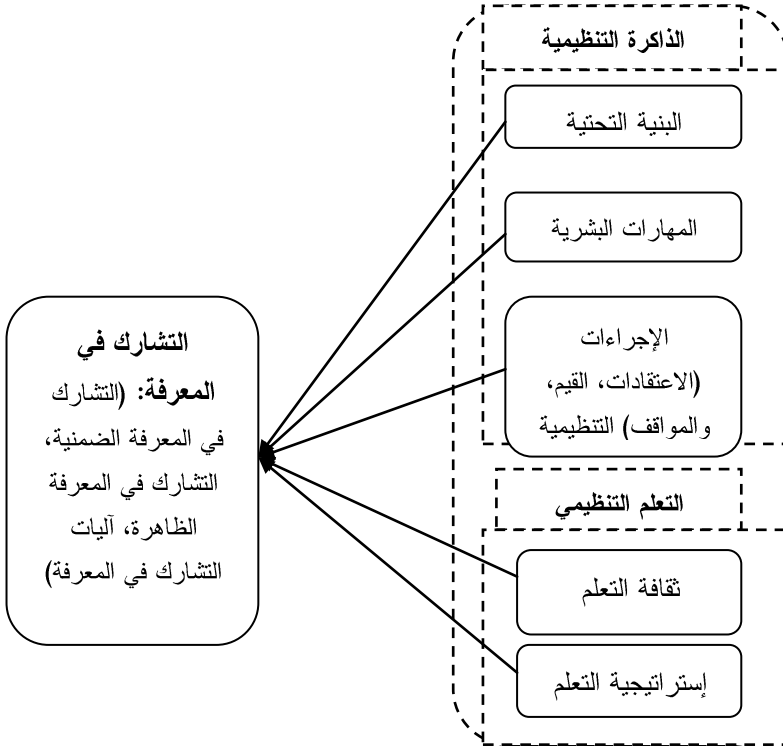 الذاكرة التنظيمية
البنية التحتية
المهارات البشرية
الإجراءات
(الاعتقادات، القيم،
والمواقف) التنظيمية
التعلم التنظيمي
ثقافة التعلم
إستراتيجية التعلم
التشارك في
المعرفة: (التشارك
في المعرفة الضمنية،
التشارك في المعرفة
الظاهرة، آليات
التشارك في المعرفة)